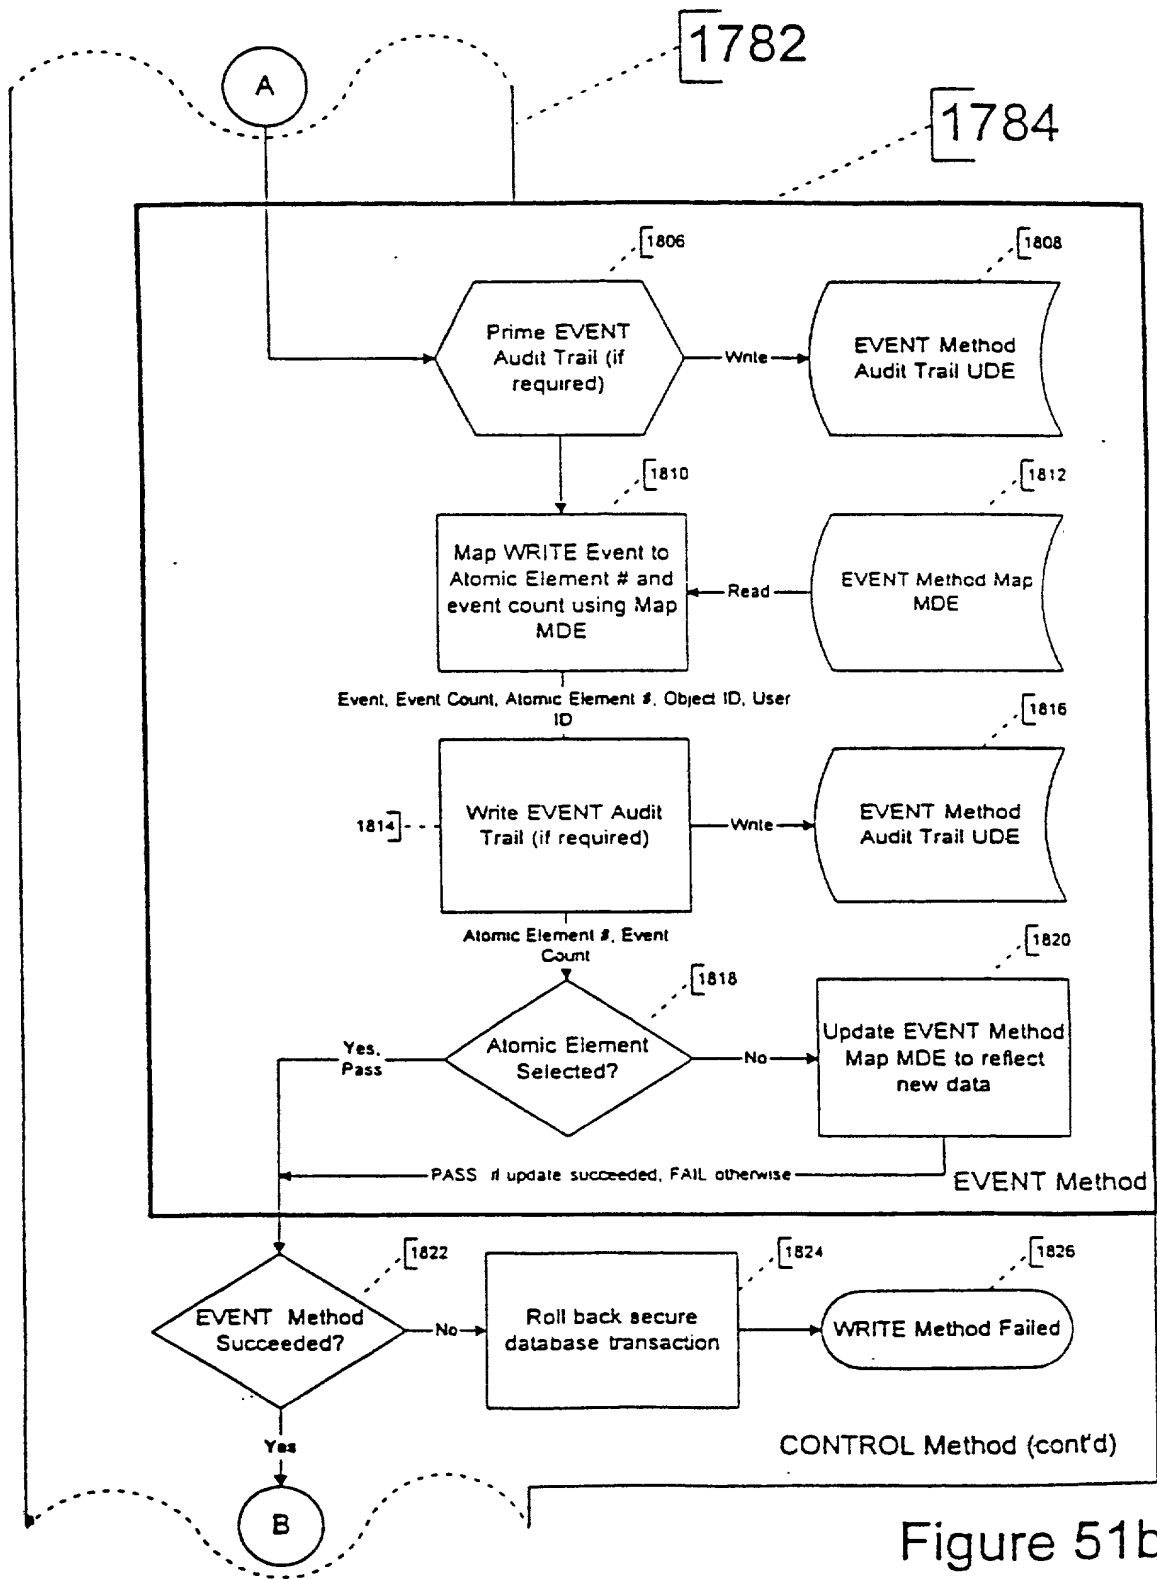 1782
A
1784
1806
1808
Prime EVENT
Audit Trail (if
required)
Write
EVENT Method
Audit Trail UDE
1810
1812
Map WRITE Event to
Atomic Element # and
event count using Map
MDE
Read
EVENT Method Map
MDE
Event, Event Count, Atomic Element #, Object ID, User
ID
1816
1814
Write EVENT Audit
Trail (if required)
Write
EVENT Method
Audit Trail UDE
Atomic Element #, Event
Count
1818
1820
Yes,
Pass
Atomic Element
Selected?
No
Update EVENT Method
Map MDE to reflect
new data
PASS if update succeeded, FAIL otherwise
EVENT Method
1822
1824
1826
EVENT Method
Succeeded?
No
Roll back secure
database transaction
WRITE Method Failed
Yes
CONTROL Method (cont'd)
B
Figure 51b